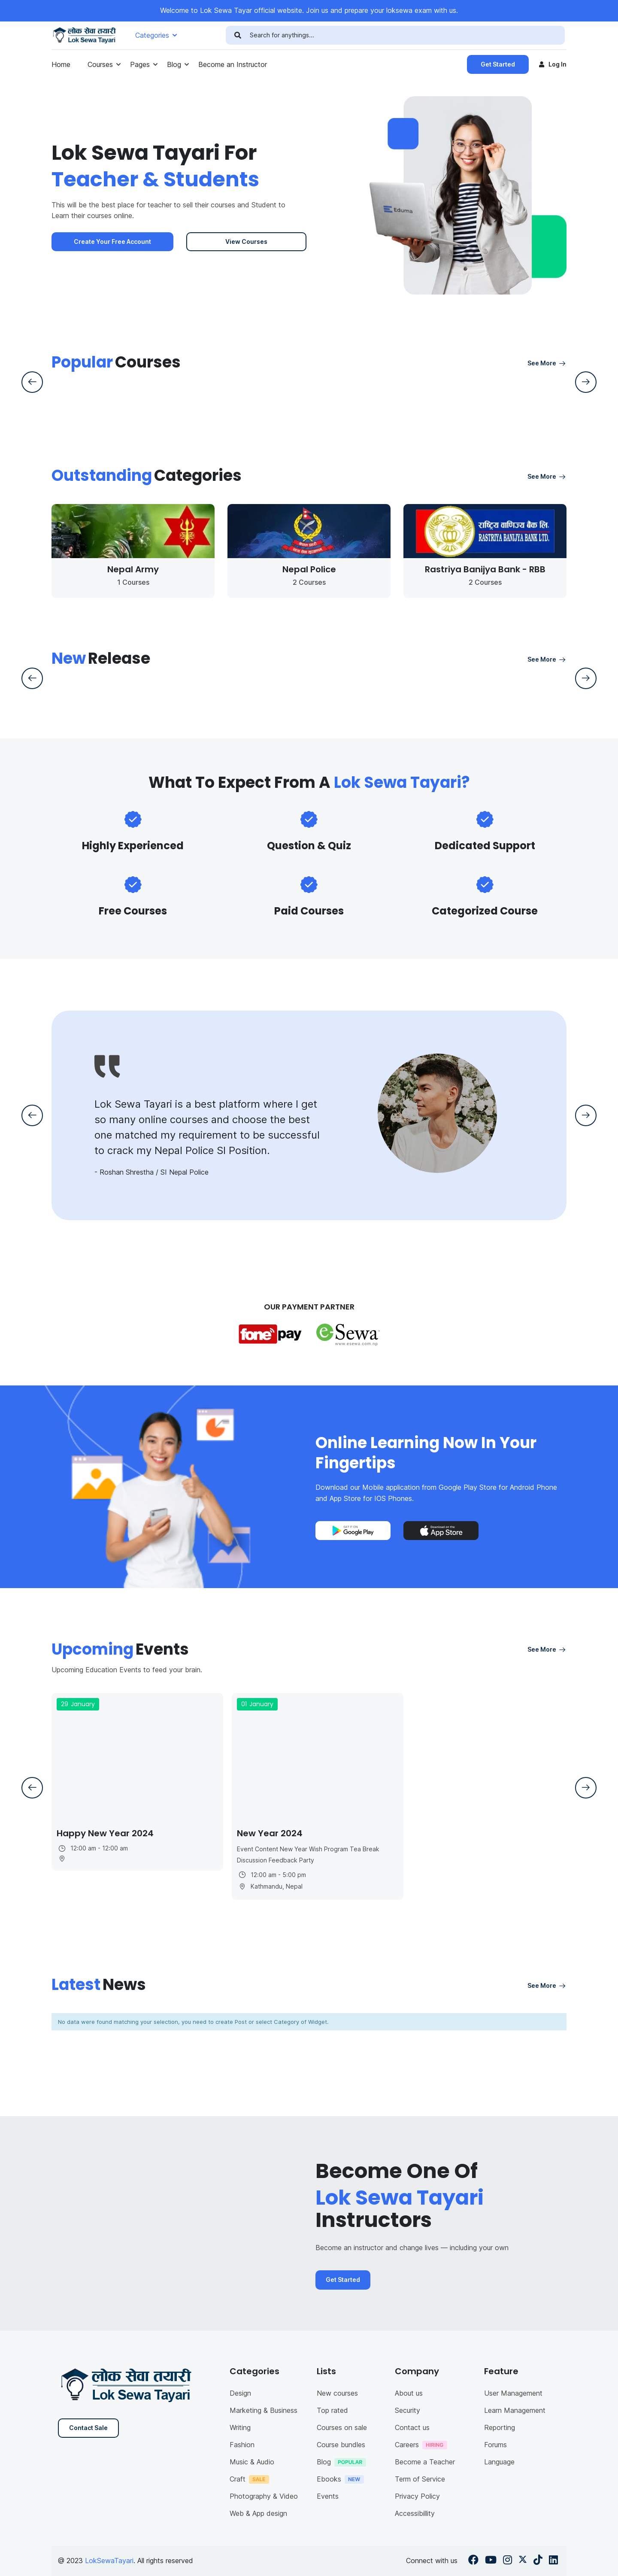 Welcome to Lok Sewa Tayar official website. Join us and prepare your loksewa exam with us.
लोक सेवा तयारी
Lok Sewa Tayari
Categories
Search for anything...
Home
Courses
Pages
Blog
Become an Instructor
Get Started
Log In
Lok Sewa Tayari For
Teacher & Students
This will be the best place for teacher to sell their courses and Student to
Learn their courses online.
Create Your Free Account
View Courses
Eduma
Popular Courses
See More
Outstanding Categories
See More
राष्ट्रिय वाणिज्य बैंक लि.
RASTRIYA BANIJYA BANK LTD.
Nepal Army
1 Courses
Nepal Police
2 Courses
Rastriya Banijya Bank - RBB
2 Courses
New Release
See More
What To Expect From A Lok Sewa Tayari?
Highly Experienced
Question & Quiz
Dedicated Support
Free Courses
Paid Courses
Categorized Course
Lok Sewa Tayari is a best platform where I get
so many online courses and choose the best
one matched my requirement to be successful
to crack my Nepal Police SI Position.
- Roshan Shrestha / SI Nepal Police
OUR PAYMENT PARTNER
fonepay
eSewa
www.esewa.com.np
Online Learning Now In Your
Fingertips
Download our Mobile application from Google Play Store for Android Phone
and App Store for IOS Phones.
GET IT ON
Google Play
Download on the
App Store
Upcoming Events
See More
Upcoming Education Events to feed your brain.
29 January
01 January
Happy New Year 2024
12:00 am - 12:00 am
New Year 2024
Event Content New Year Wish Program Tea Break
Discussion Feedback Party
12:00 am - 5:00 pm
Kathmandu, Nepal
Latest News
See More
No data were found matching your selection, you need to create Post or select Category of Widget.
Become One Of
Lok Sewa Tayari
Instructors
Become an instructor and change lives — including your own
Get Started
लोक सेवा तयारी
Lok Sewa Tayari
Contact Sale
Categories
Design
Marketing & Business
Writing
Fashion
Music & Audio
Craft SALE
Photography & Video
Web & App design
Lists
New courses
Top rated
Courses on sale
Course bundles
Blog POPULAR
Ebooks NEW
Events
Company
About us
Security
Contact us
Careers HIRING
Become a Teacher
Term of Service
Privacy Policy
Accessibillity
Feature
User Management
Learn Management
Reporting
Forums
Language
@ 2023 LokSewaTayari. All rights reserved
Connect with us